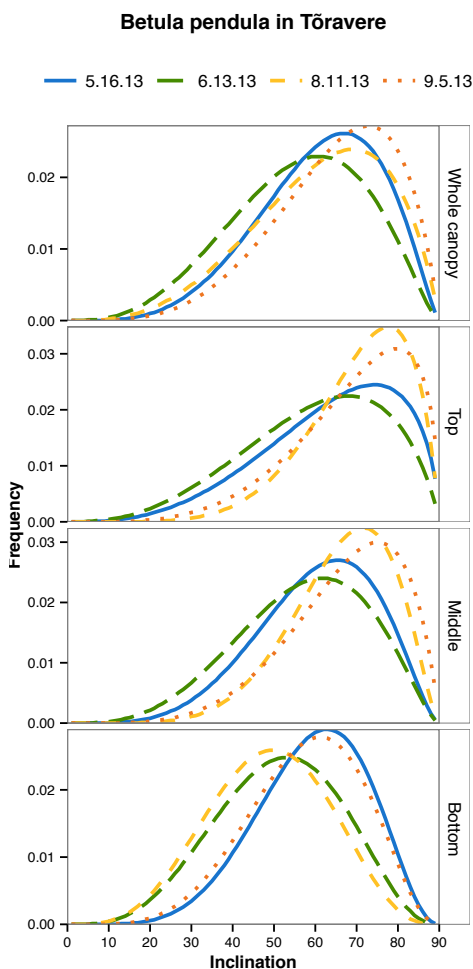 Betula pendula in Tõravere
5.16.13 6.13.13 8.11.13 9.5.13
0.02
0.01
0.00
Whole canopy
0.03
0.02
0.01
0.00
Top
Frequency
0.03
0.02
0.01
0.00
Middle
0.02
0.01
0.00
Bottom
0 10 20 30 40 50 60 70 80 90
Inclination